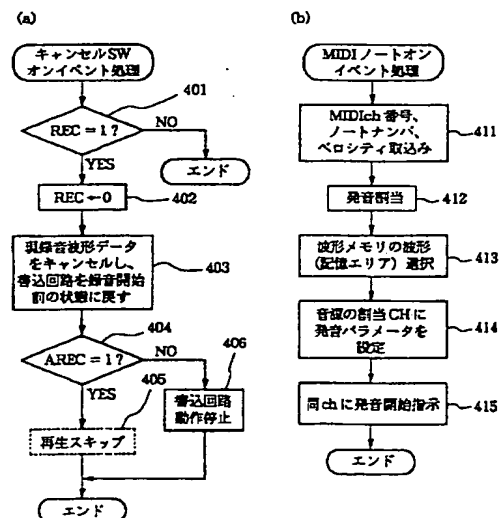 (a)
キャンセルSW
オンイベント処理
401
REC=1?
NO
YES
エンド
REC←0
402
現録音波形データ
をキャンセルし、
書込回路を録音開始
前の状態に戻す
403
404
AREC=1?
NO
406
YES
405
再生スキップ
書込回路
動作停止
エンド
(b)
MIDIノートオン
イベント処理
MIDIch番号、
ノートナンバ、
ベロシティ取込み
411
412
発音割当
波形メモリの波形
(記憶エリア)選択
413
音源の割当CHに
発音パラメータを
設定
414
同chに発音開始指示
415
エンド